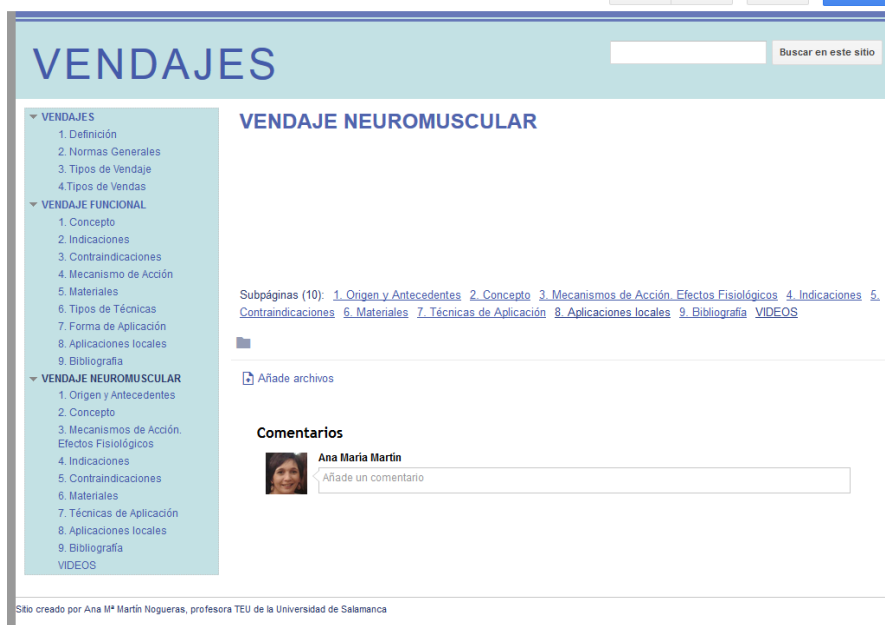 VENDAJES
Buscar en este sitio
VENDAJES
1. Definición
2. Normas Generales
3. Tipos de Vendaje
4.Tipos de Vendas
VENDAJE FUNCIONAL
1. Concepto
2. Indicaciones
3. Contraindicaciones
4. Mecanismo de Acción
5. Materiales
6. Tipos de Técnicas
7. Forma de Aplicación
8. Aplicaciones locales
9. Bibliografia
VENDAJE NEUROMUSCULAR
1. Origen y Antecedentes
2. Concepto
3. Mecanismos de Acción.
Efectos Fisiológicos
4. Indicaciones
5. Contraindicaciones
6. Materiales
7. Técnicas de Aplicación
8. Aplicaciones locales
9. Bibliografía
VIDEOS
VENDAJE NEUROMUSCULAR
Subpáginas (10): 1. Origen y Antecedentes 2. Concepto 3. Mecanismos de Acción. Efectos Fisiológicos 4. Indicaciones 5.
Contraindicaciones 6. Materiales 7. Técnicas de Aplicación 8. Aplicaciones locales 9. Bibliografía VIDEOS
Añade archivos
Comentarios
Ana María Martín
Añade un comentario
Sitio creado por Ana Mª Martín Nogueras, profesora TEU de la Universidad de Salamanca